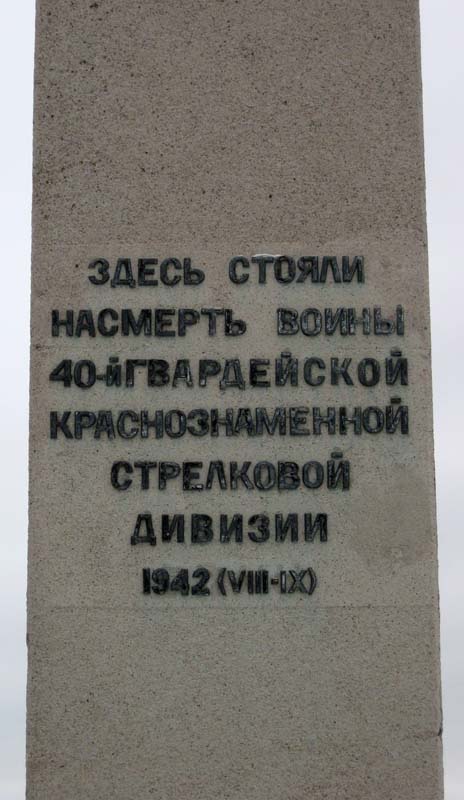 ЗДЕСЬ СТОЯЛИ
НАСМЕРТЬ ВОИНЫ
40-й ГВАРДЕЙСКОЙ
КРАСНОЗНАМЕННОЙ
СТРЕЛКОВОЙ
ДИВИЗИИ
1942 (VIII-IX)